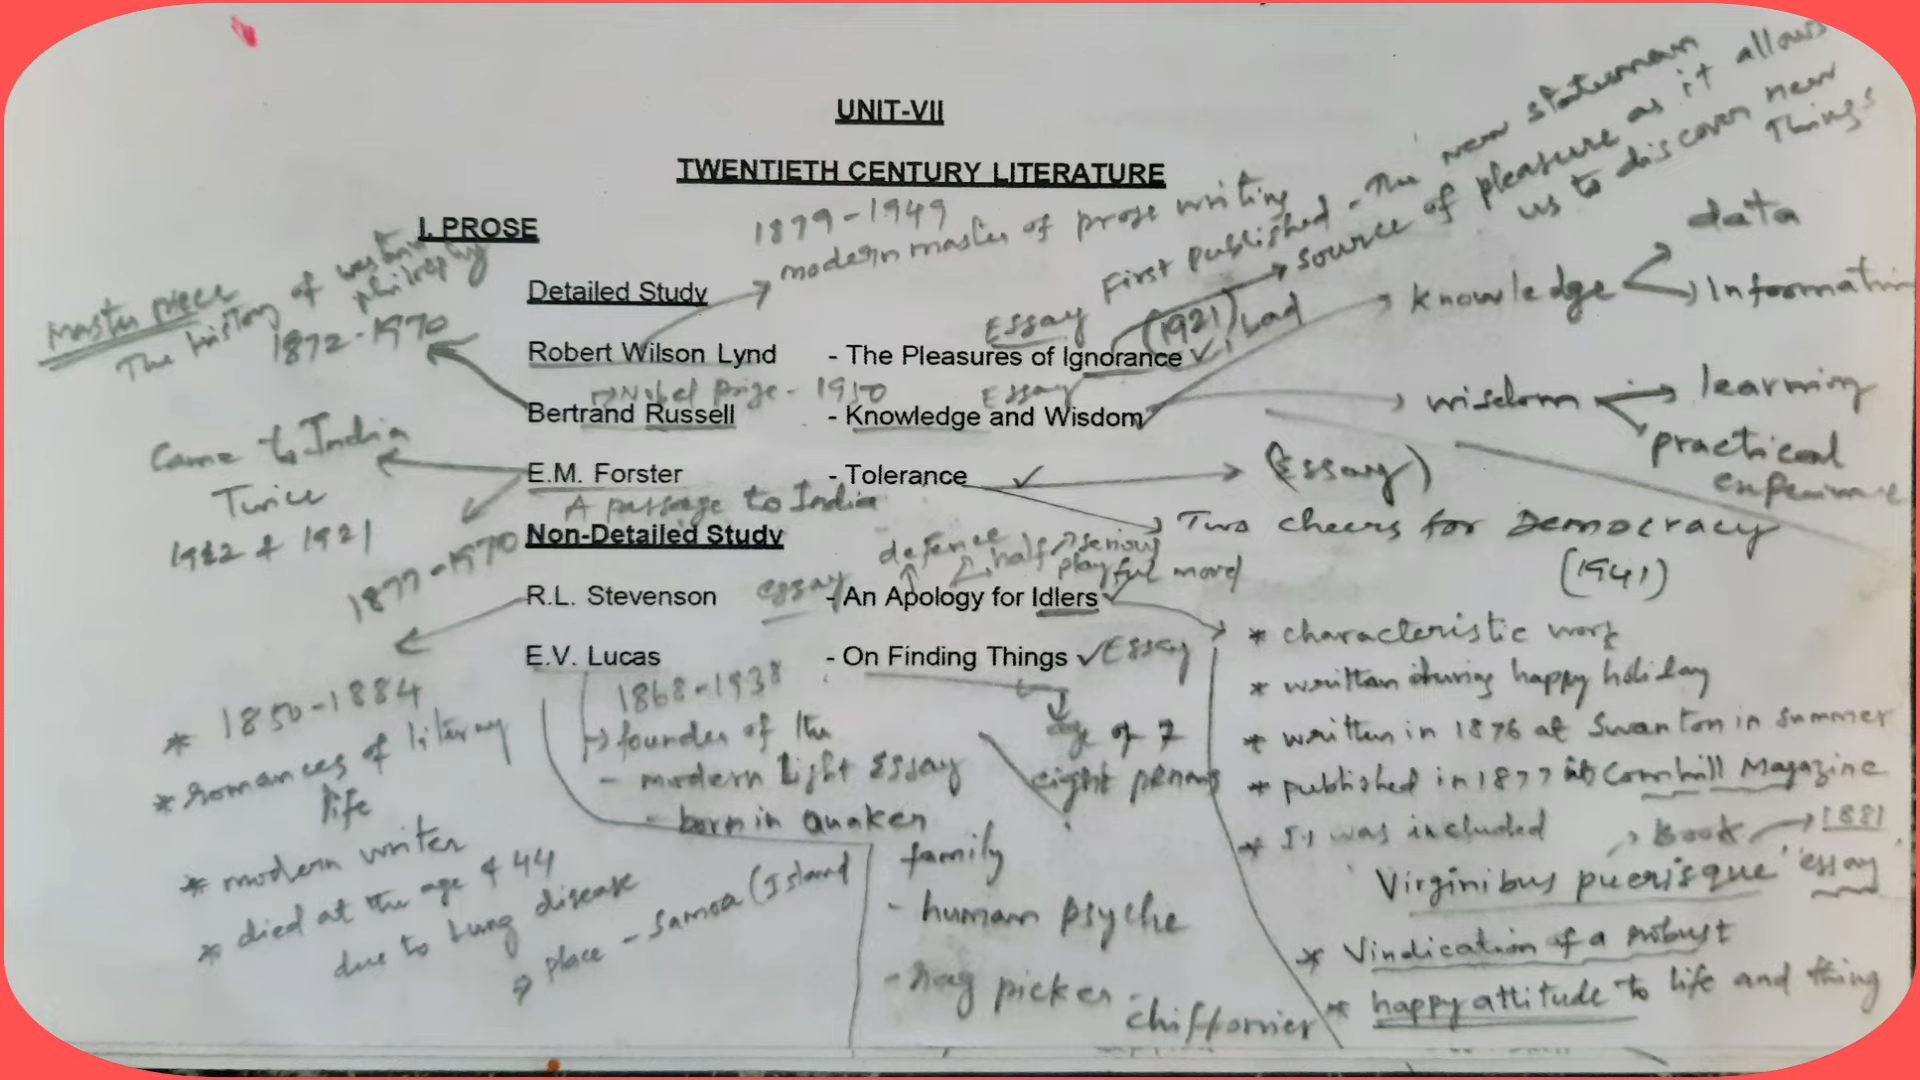 UNIT-VII
TWENTIETH CENTURY LITERATURE
I. PROSE
1879-1949
modern master of prose writing
First published - The new statesman
source of pleasure as it allows
us to discover new
things
Master piece
The history of western
philosophy
1872-1970
Detailed Study
Essay
(1921)
bad
Robert Wilson Lynd - The Pleasures of Ignorance
knowledge
data
Information
Nobel prize - 1950
Essay
Bertrand Russell - Knowledge and Wisdom
wisdom
learning
practical
experience
Came to India
Twice
1912 & 1921
E.M. Forster - Tolerance
(Essay)
A passage to India
Two cheers for Democracy
(1941)
1877-1970
Non-Detailed Study
defence
half serious
playful mood
R.L. Stevenson essay - An Apology for Idlers
E.V. Lucas - On Finding Things Essay
* 1850-1884
* romances of literary
life
* modern writer
* died at the age of 44
due to Lung disease
place - Samoa (Island
1868-1938
founder of the
- modern light Essay
- born in quaker
family
- human psyche
- rag picker -
chiffonier
age of 7
eight penny
* characteristic work
* written during happy holiday
* written in 1876 at Swanton in summer
* published in 1877 in Cornhill Magazine
* It was included
Book 1881
'Virginibus puerisque' essay
* Vindication of a robust
* happy attitude to life and thing